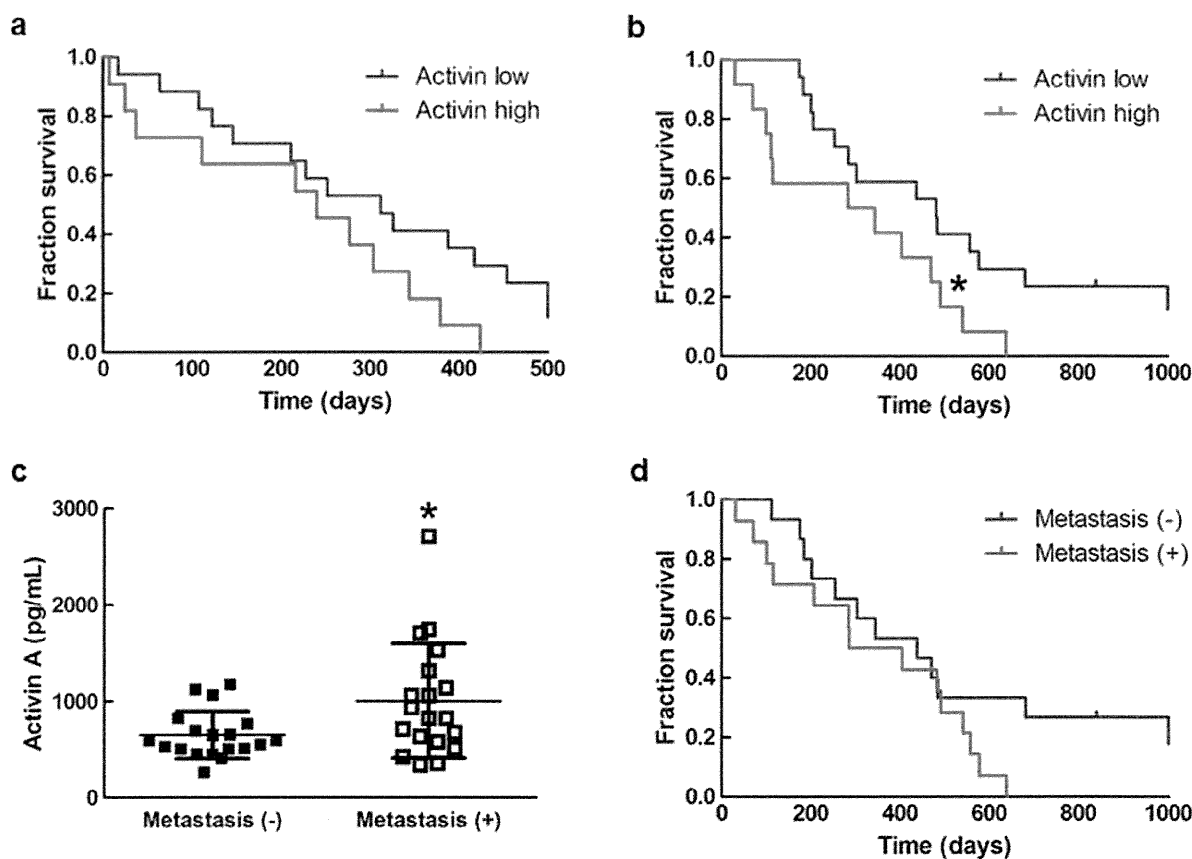 a
1.0
0.8
0.6
0.4
0.2
0.0
Fraction survival
Activin low
Activin high
0 100 200 300 400 500
Time (days)
b
1.0
0.8
0.6
0.4
0.2
0.0
Fraction survival
Activin low
Activin high
*
0 200 400 600 800 1000
Time (days)
c
3000
2000
1000
0
Activin A (pg/mL)
*
Metastasis (-) Metastasis (+)
d
1.0
0.8
0.6
0.4
0.2
0.0
Fraction survival
Metastasis (-)
Metastasis (+)
0 200 400 600 800 1000
Time (days)